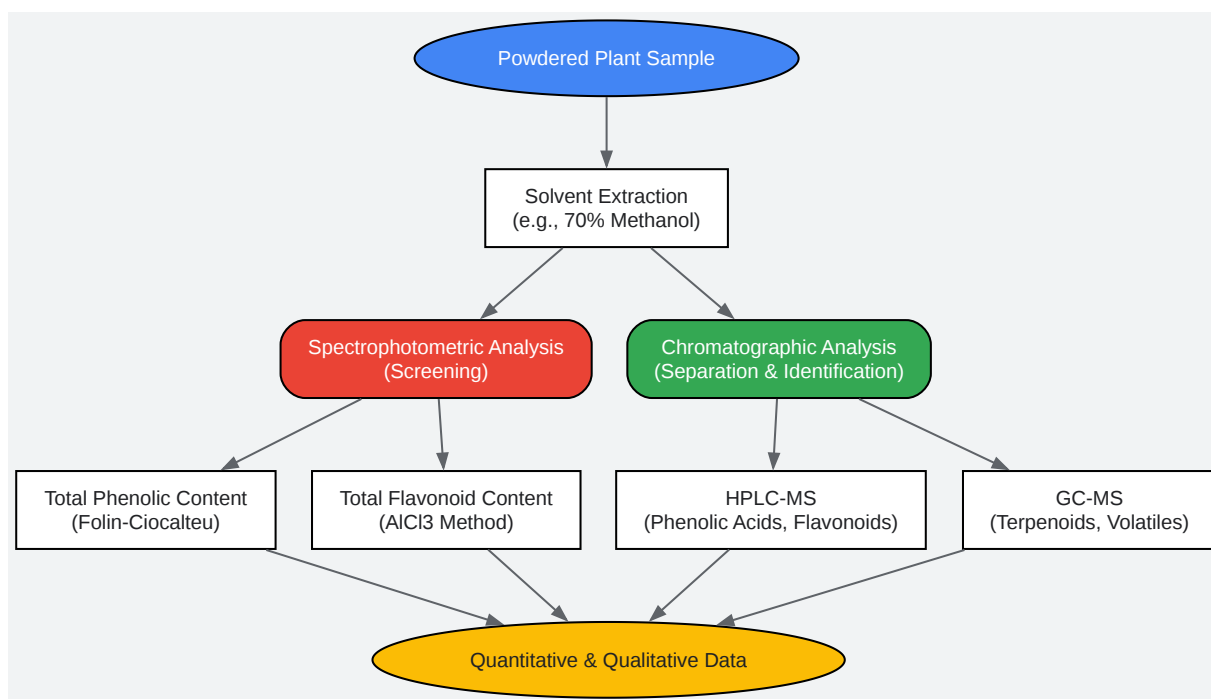 Powdered Plant Sample
Solvent Extraction
(e.g., 70% Methanol)
Spectrophotometric Analysis
(Screening)
Chromatographic Analysis
(Separation & Identification)
Total Phenolic Content
(Folin-Ciocalteu)
Total Flavonoid Content
(AlCl3 Method)
HPLC-MS
(Phenolic Acids, Flavonoids)
GC-MS
(Terpenoids, Volatiles)
Quantitative & Qualitative Data